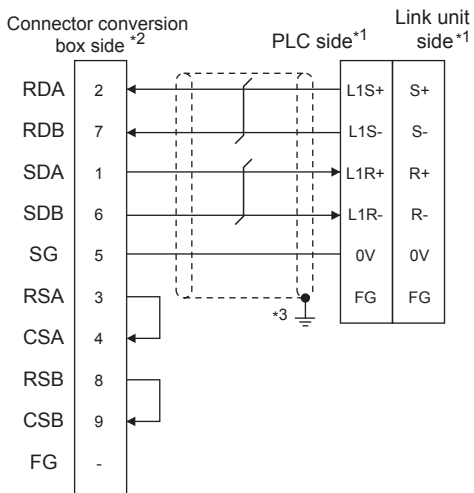 Connector conversion
box side *2
PLC side*1
Link unit
side*1
RDA 2 L1S+ S+
RDB 7 L1S- S-
SDA 1 L1R+ R+
SDB 6 L1R- R-
SG 5 0V 0V
RSA 3 FG FG
*3
CSA 4
RSB 8
CSB 9
FG -